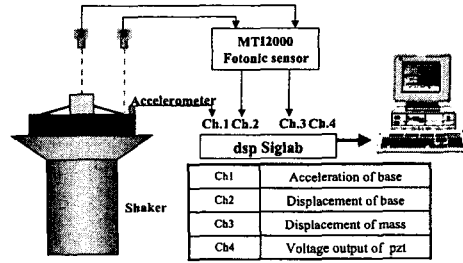 MTI2000
Fotonic sensor
Accelerometer
Ch.1 Ch.2 Ch.3 Ch.4
dsp Siglab
Shaker
Ch1 Acceleration of base
Ch2 Displacement of base
Ch3 Displacement of mass
Ch4 Voltage output of pzt